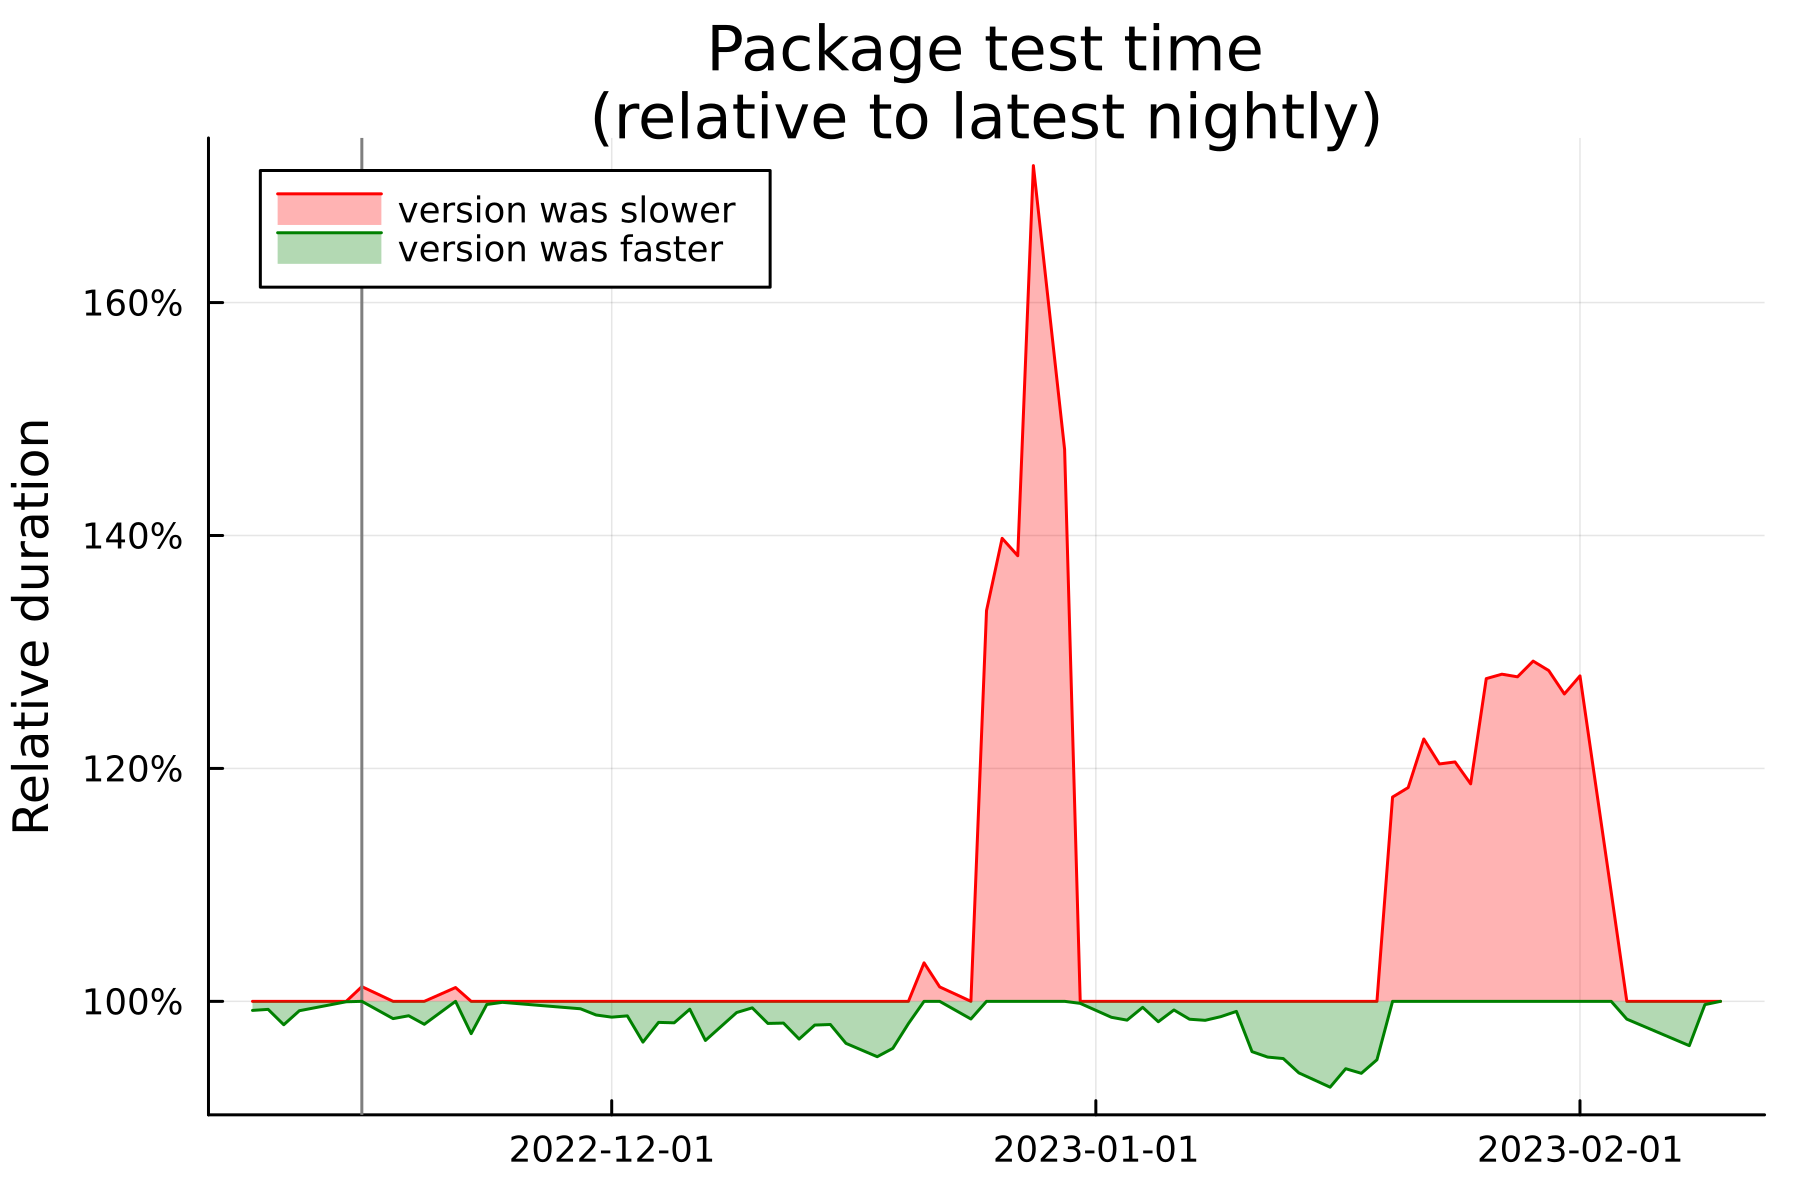 Package test time
(relative to latest nightly)
version was slower
version was faster
160%
140%
120%
100%
Relative duration
2022-12-01
2023-01-01
2023-02-01